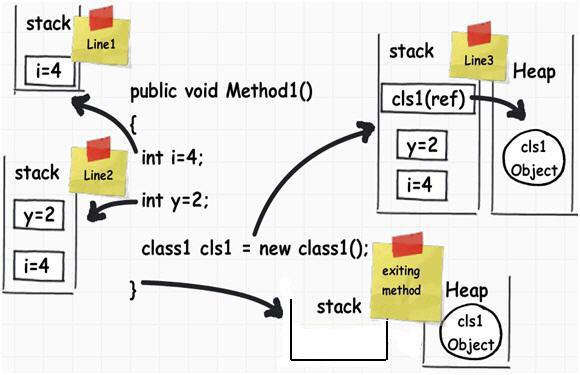 stack
Line1
i=4
public void Method1()
{
int i=4;
int y=2;
class1 cls1 = new class1();
}
stack
Line2
y=2
i=4
stack
Line3
Heap
cls1(ref)
y=2
i=4
cls1
Object
exiting
method
stack
Heap
cls1
Object